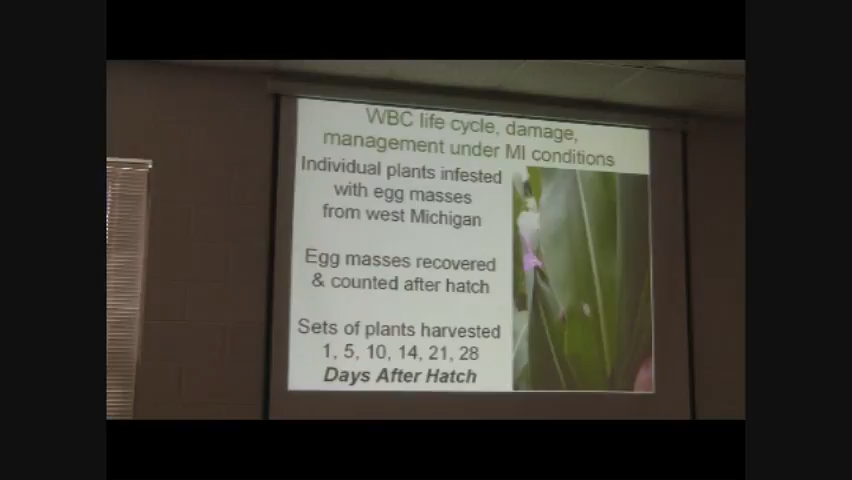 WBC life cycle, damage,
management under MI conditions
Individual plants infested
with egg masses
from west Michigan
Egg masses recovered
& counted after hatch
Sets of plants harvested
1, 5, 10, 14, 21, 28
Days After Hatch